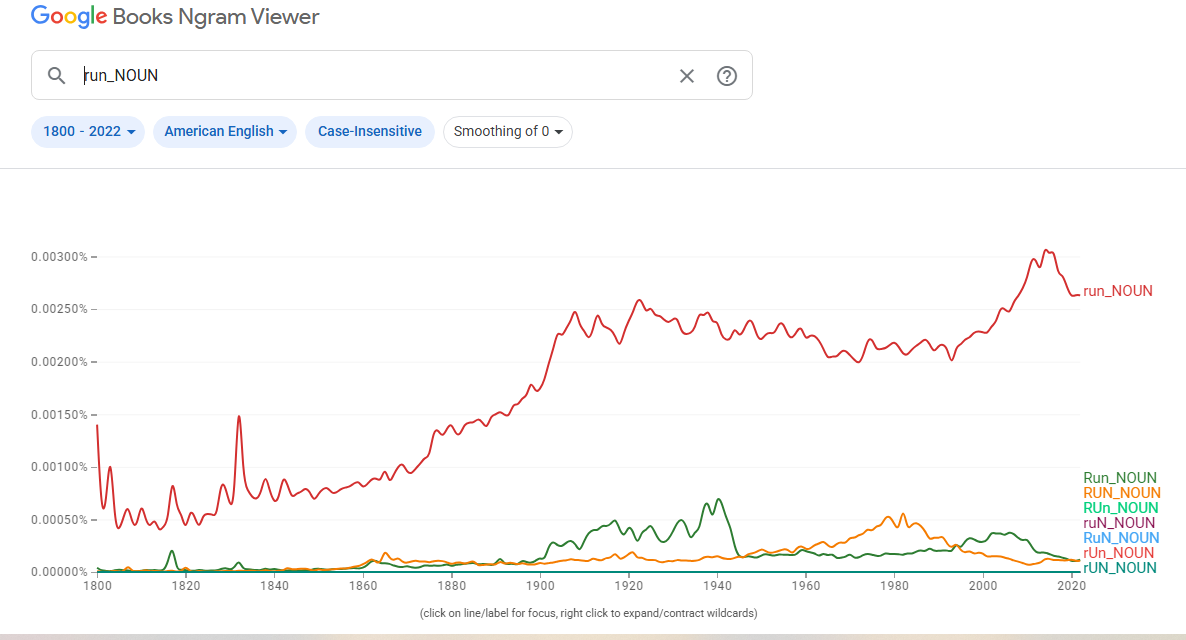 Google Books Ngram Viewer
run_NOUN
1800 - 2022 American English Case-Insensitive Smoothing of 0
0.00300%
0.00250%
0.00200%
0.00150%
0.00100%
0.00050%
0.00000%
1800 1820 1840 1860 1880 1900 1920 1940 1960 1980 2000 2020
run_NOUN
Run_NOUN
RUN_NOUN
RUn_NOUN
ruN_NOUN
RuN_NOUN
rUn_NOUN
rUN_NOUN
(click on line/label for focus, right click to expand/contract wildcards)